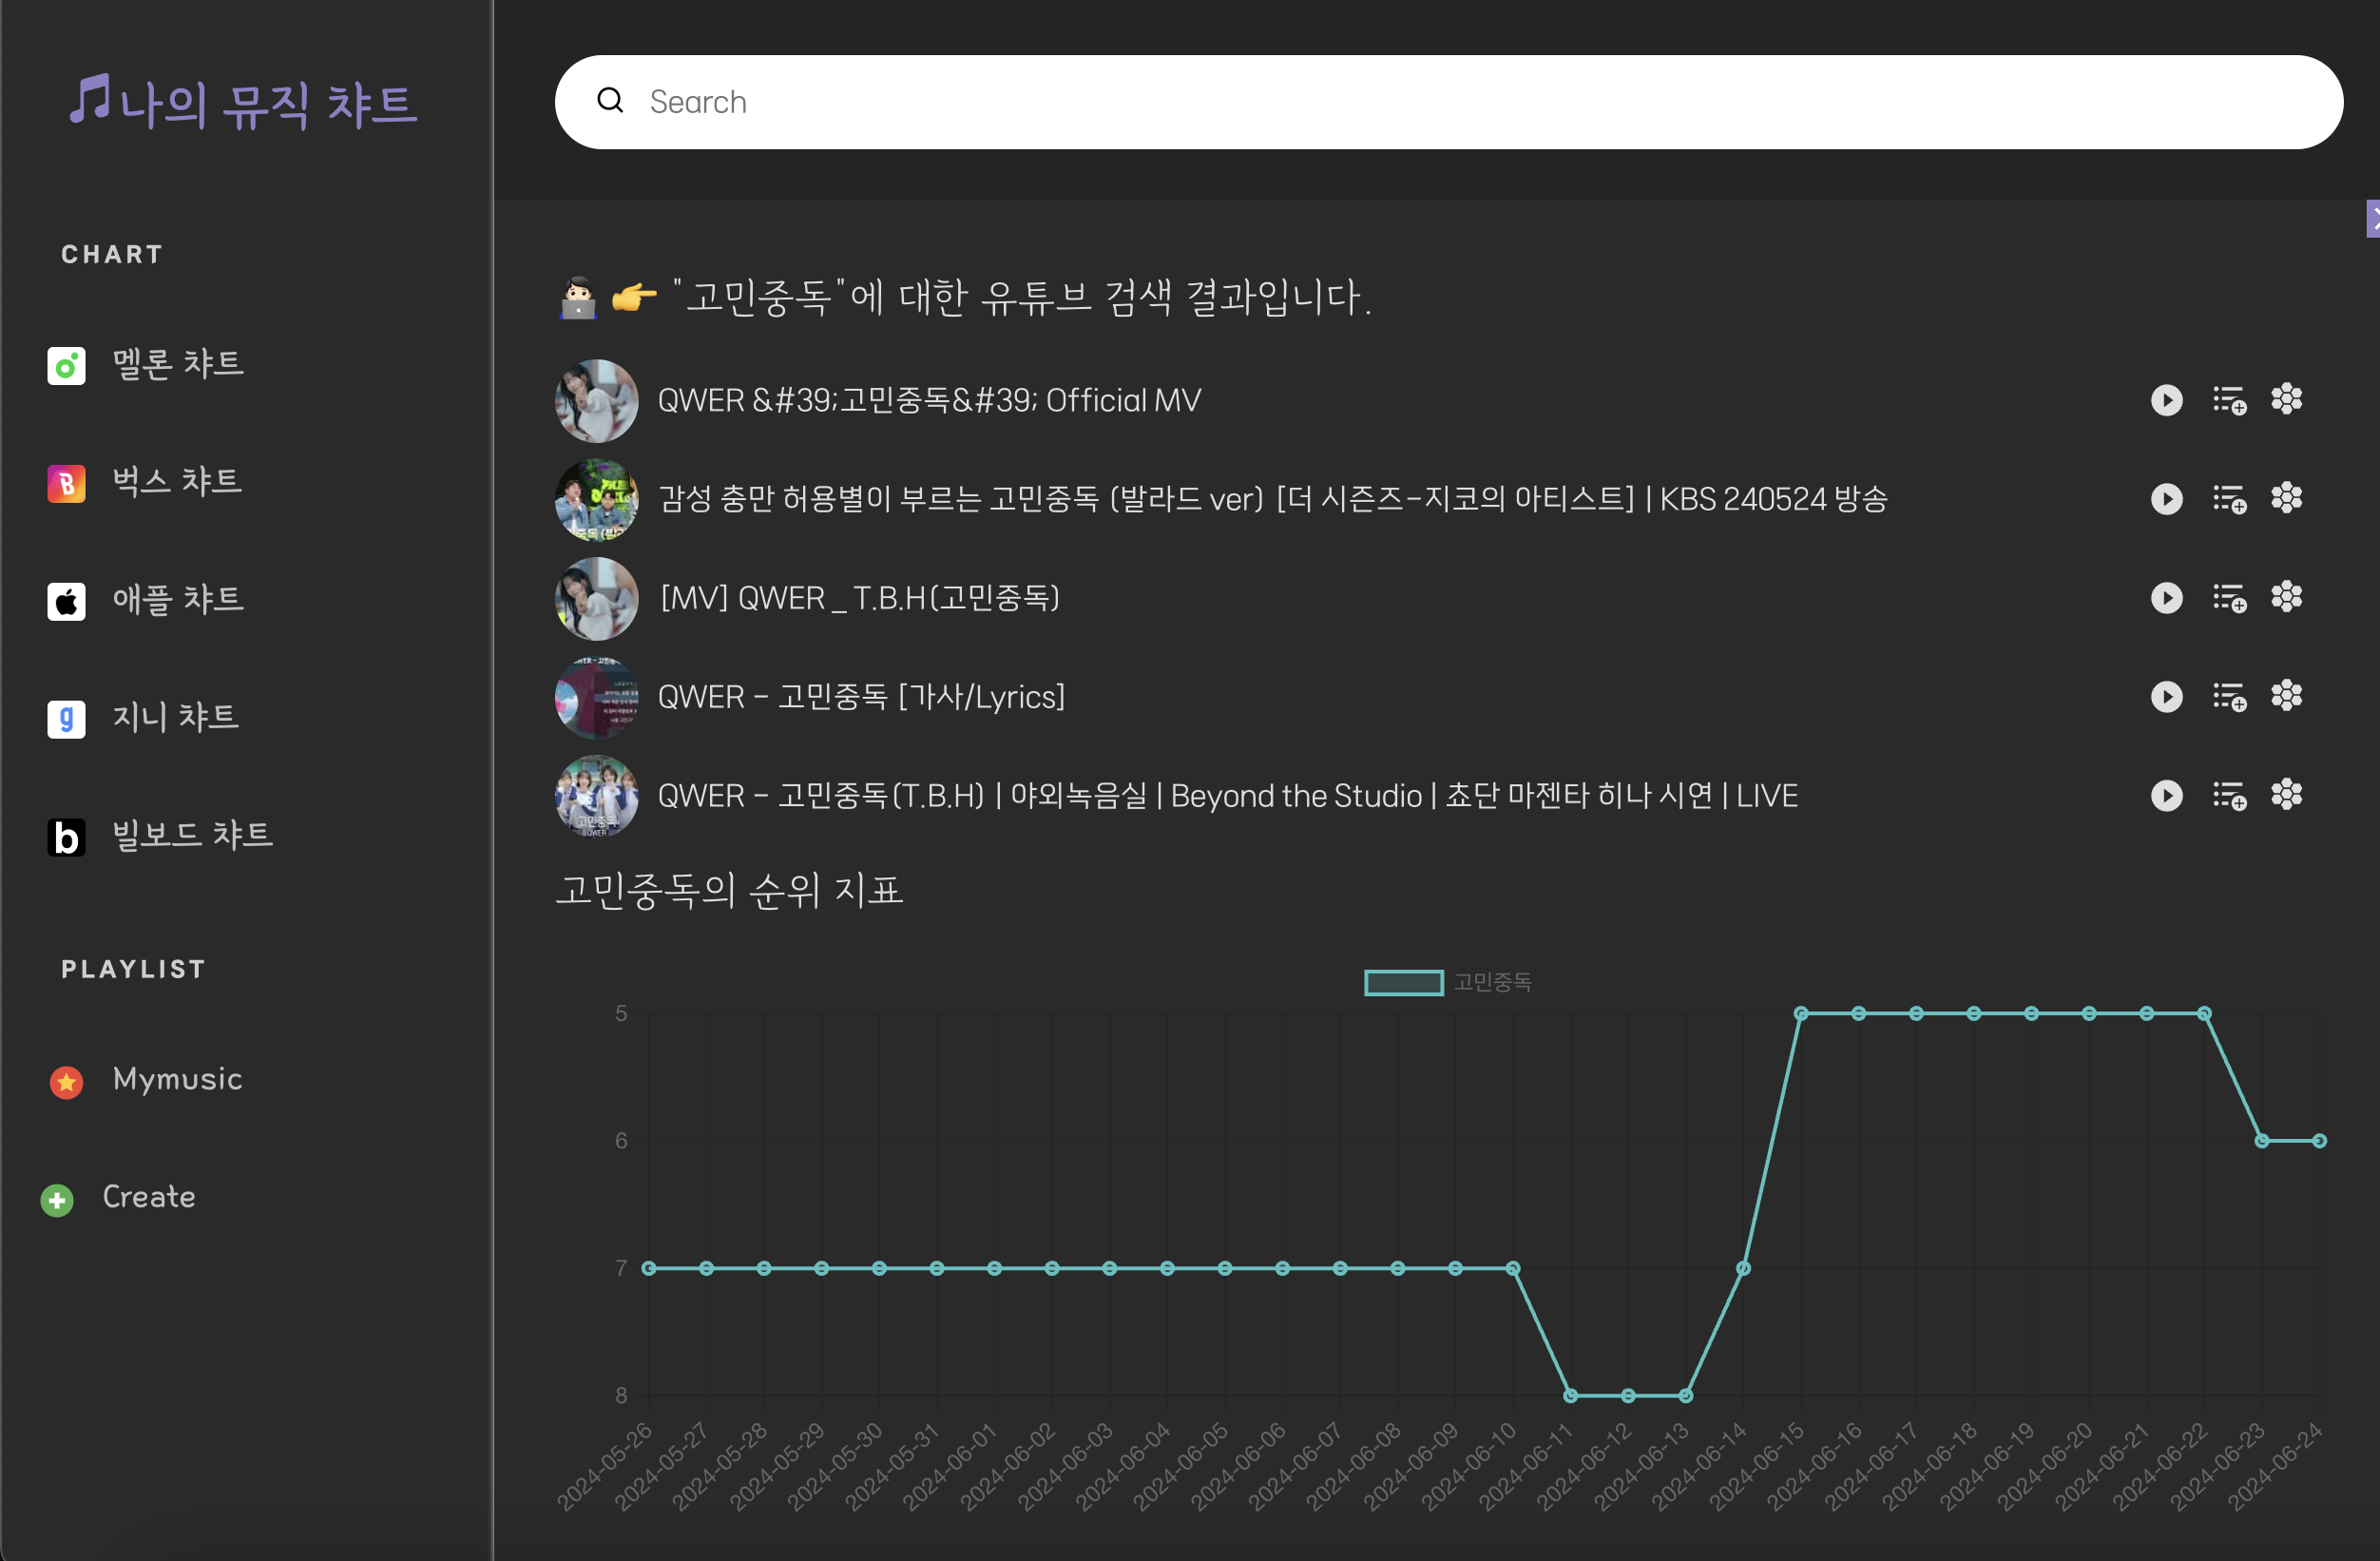 나의 뮤직 챠트
CHART
멜론 챠트
벅스 챠트
애플 챠트
지니 챠트
빌보드 챠트
PLAYLIST
Mymusic
Create
Search
"고민중독"에 대한 유튜브 검색 결과입니다.
QWER &#39;고민중독&#39; Official MV
감성 충만 허용별이 부르는 고민중독 (발라드 ver) [더 시즌즈-지코의 아티스트] | KBS 240524 방송
[MV] QWER _ T.B.H(고민중독)
QWER - 고민중독 [가사/Lyrics]
QWER - 고민중독(T.B.H) | 야외녹음실 | Beyond the Studio | 쵸단 마젠타 히나 시연 | LIVE
고민중독
QWER
고민중독의 순위 지표
고민중독
5
6
7
8
2024-05-26
2024-05-27
2024-05-28
2024-05-29
2024-05-30
2024-05-31
2024-06-01
2024-06-02
2024-06-03
2024-06-04
2024-06-05
2024-06-06
2024-06-07
2024-06-08
2024-06-09
2024-06-10
2024-06-11
2024-06-12
2024-06-13
2024-06-14
2024-06-15
2024-06-16
2024-06-17
2024-06-18
2024-06-19
2024-06-20
2024-06-21
2024-06-22
2024-06-23
2024-06-24